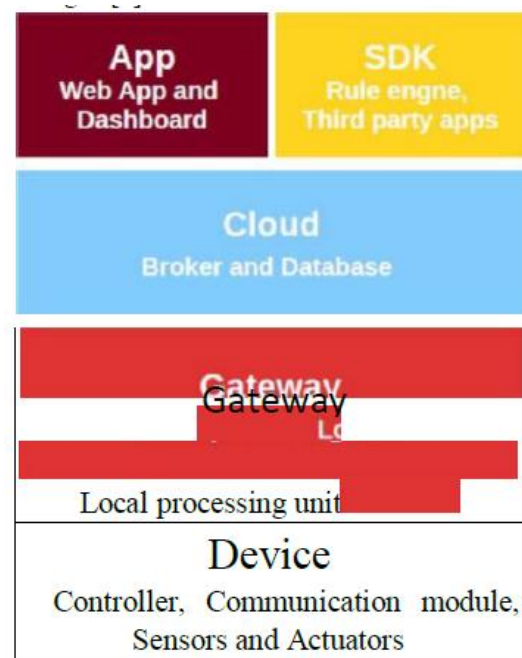 App
Web App and
Dashboard
SDK
Rule engne,
Third party apps
Cloud
Broker and Database
Gateway
Gateway
Local processing unit
Device
Controller, Communication module,
Sensors and Actuators